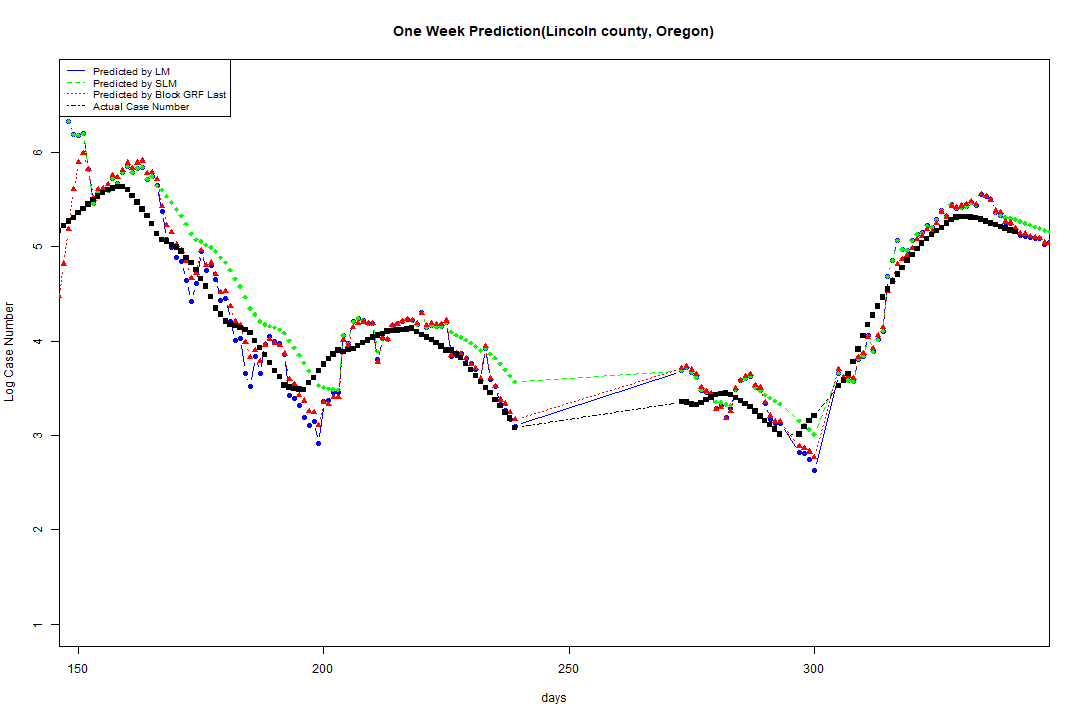 One Week Prediction(Lincoln county, Oregon)
Predicted by LM
Predicted by SLM
Predicted by Block GRF Last
Actual Case Number
Log Case Number
6
5
4
3
2
1
150 200 250 300
days